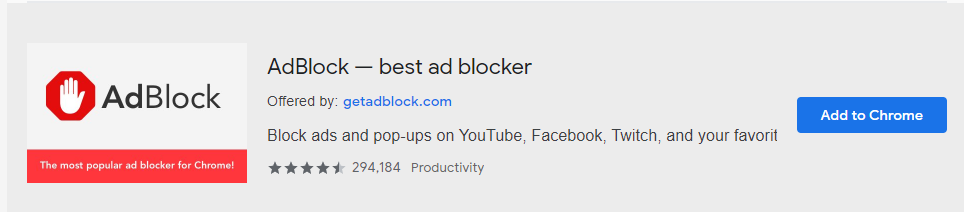 AdBlock
The most popular ad blocker for Chrome!
AdBlock — best ad blocker
Offered by: getadblock.com
Block ads and pop-ups on YouTube, Facebook, Twitch, and your favorit
294,184 Productivity
Add to Chrome